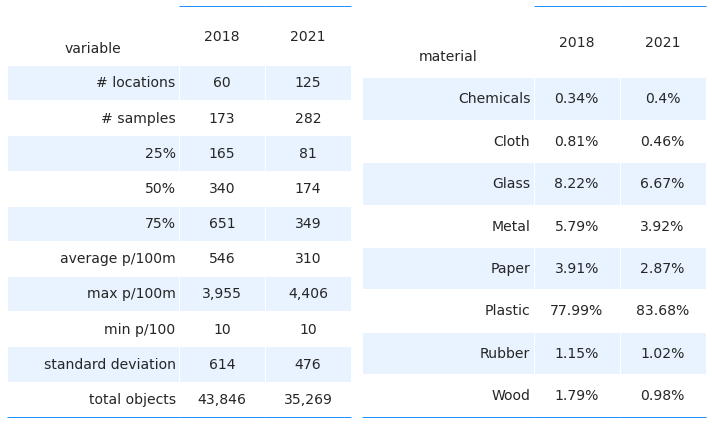 variable 2018 2021
# locations 60 125
# samples 173 282
25% 165 81
50% 340 174
75% 651 349
average p/100m 546 310
max p/100m 3,955 4,406
min p/100 10 10
standard deviation 614 476
total objects 43,846 35,269
material 2018 2021
Chemicals 0.34% 0.4%
Cloth 0.81% 0.46%
Glass 8.22% 6.67%
Metal 5.79% 3.92%
Paper 3.91% 2.87%
Plastic 77.99% 83.68%
Rubber 1.15% 1.02%
Wood 1.79% 0.98%